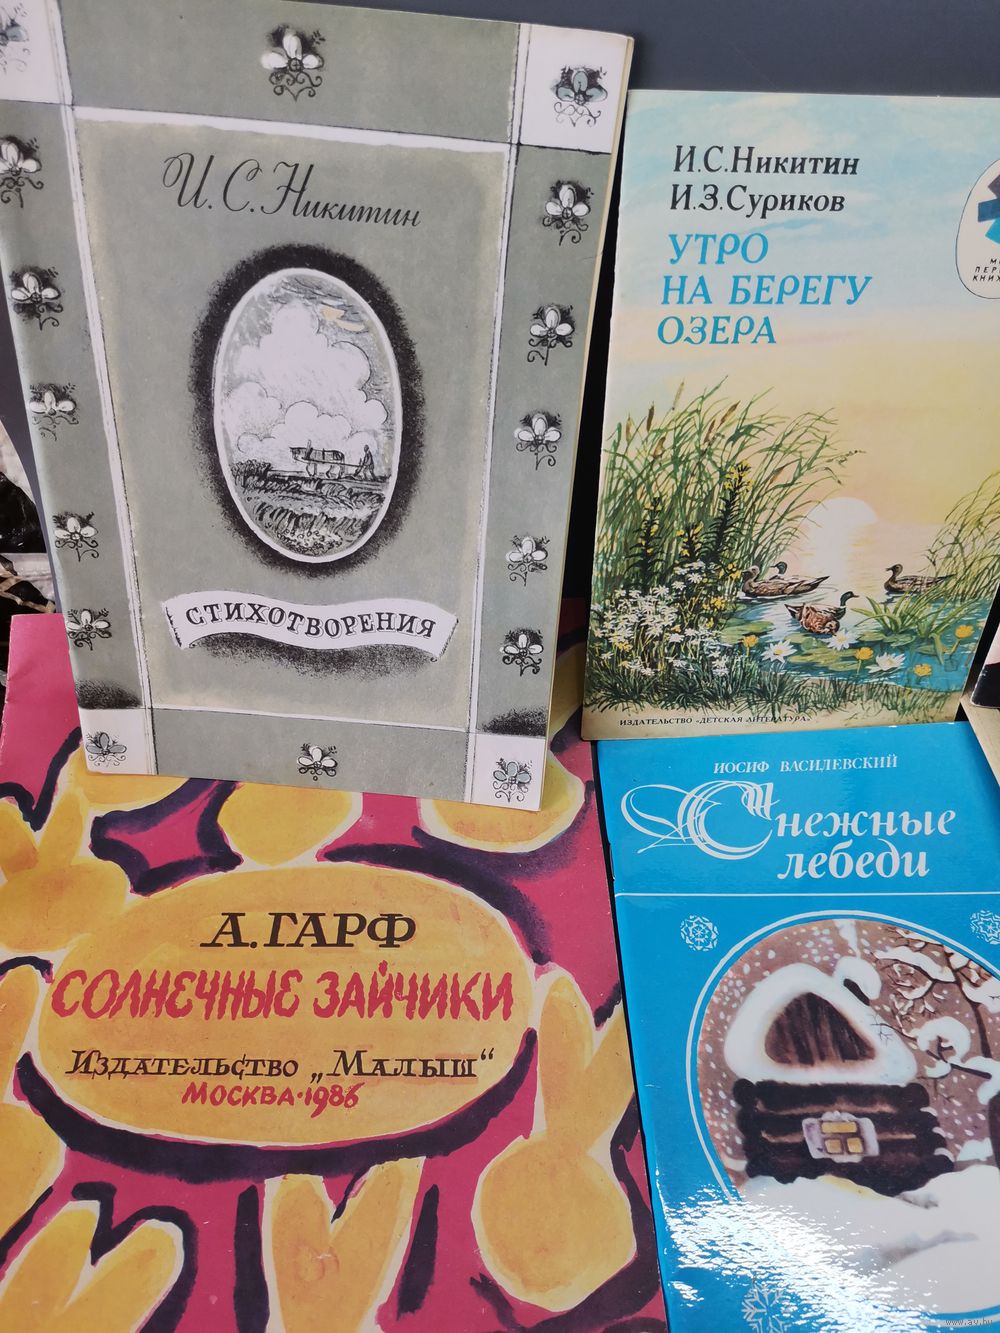 И.С.Никитин
СТИХОТВОРЕНИЯ
И.С.Никитин
И.З.Суриков
УТРО
НА БЕРЕГУ
ОЗЕРА
ИЗДАТЕЛЬСТВО «ДЕТСКАЯ ЛИТЕРАТУРА»
А.ГАРФ
СОЛНЕЧНЫЕ ЗАЙЧИКИ
Издательство „Малыш“
Москва·1986
ИОСИФ ВАСИЛЕВСКИЙ
Снежные
лебеди